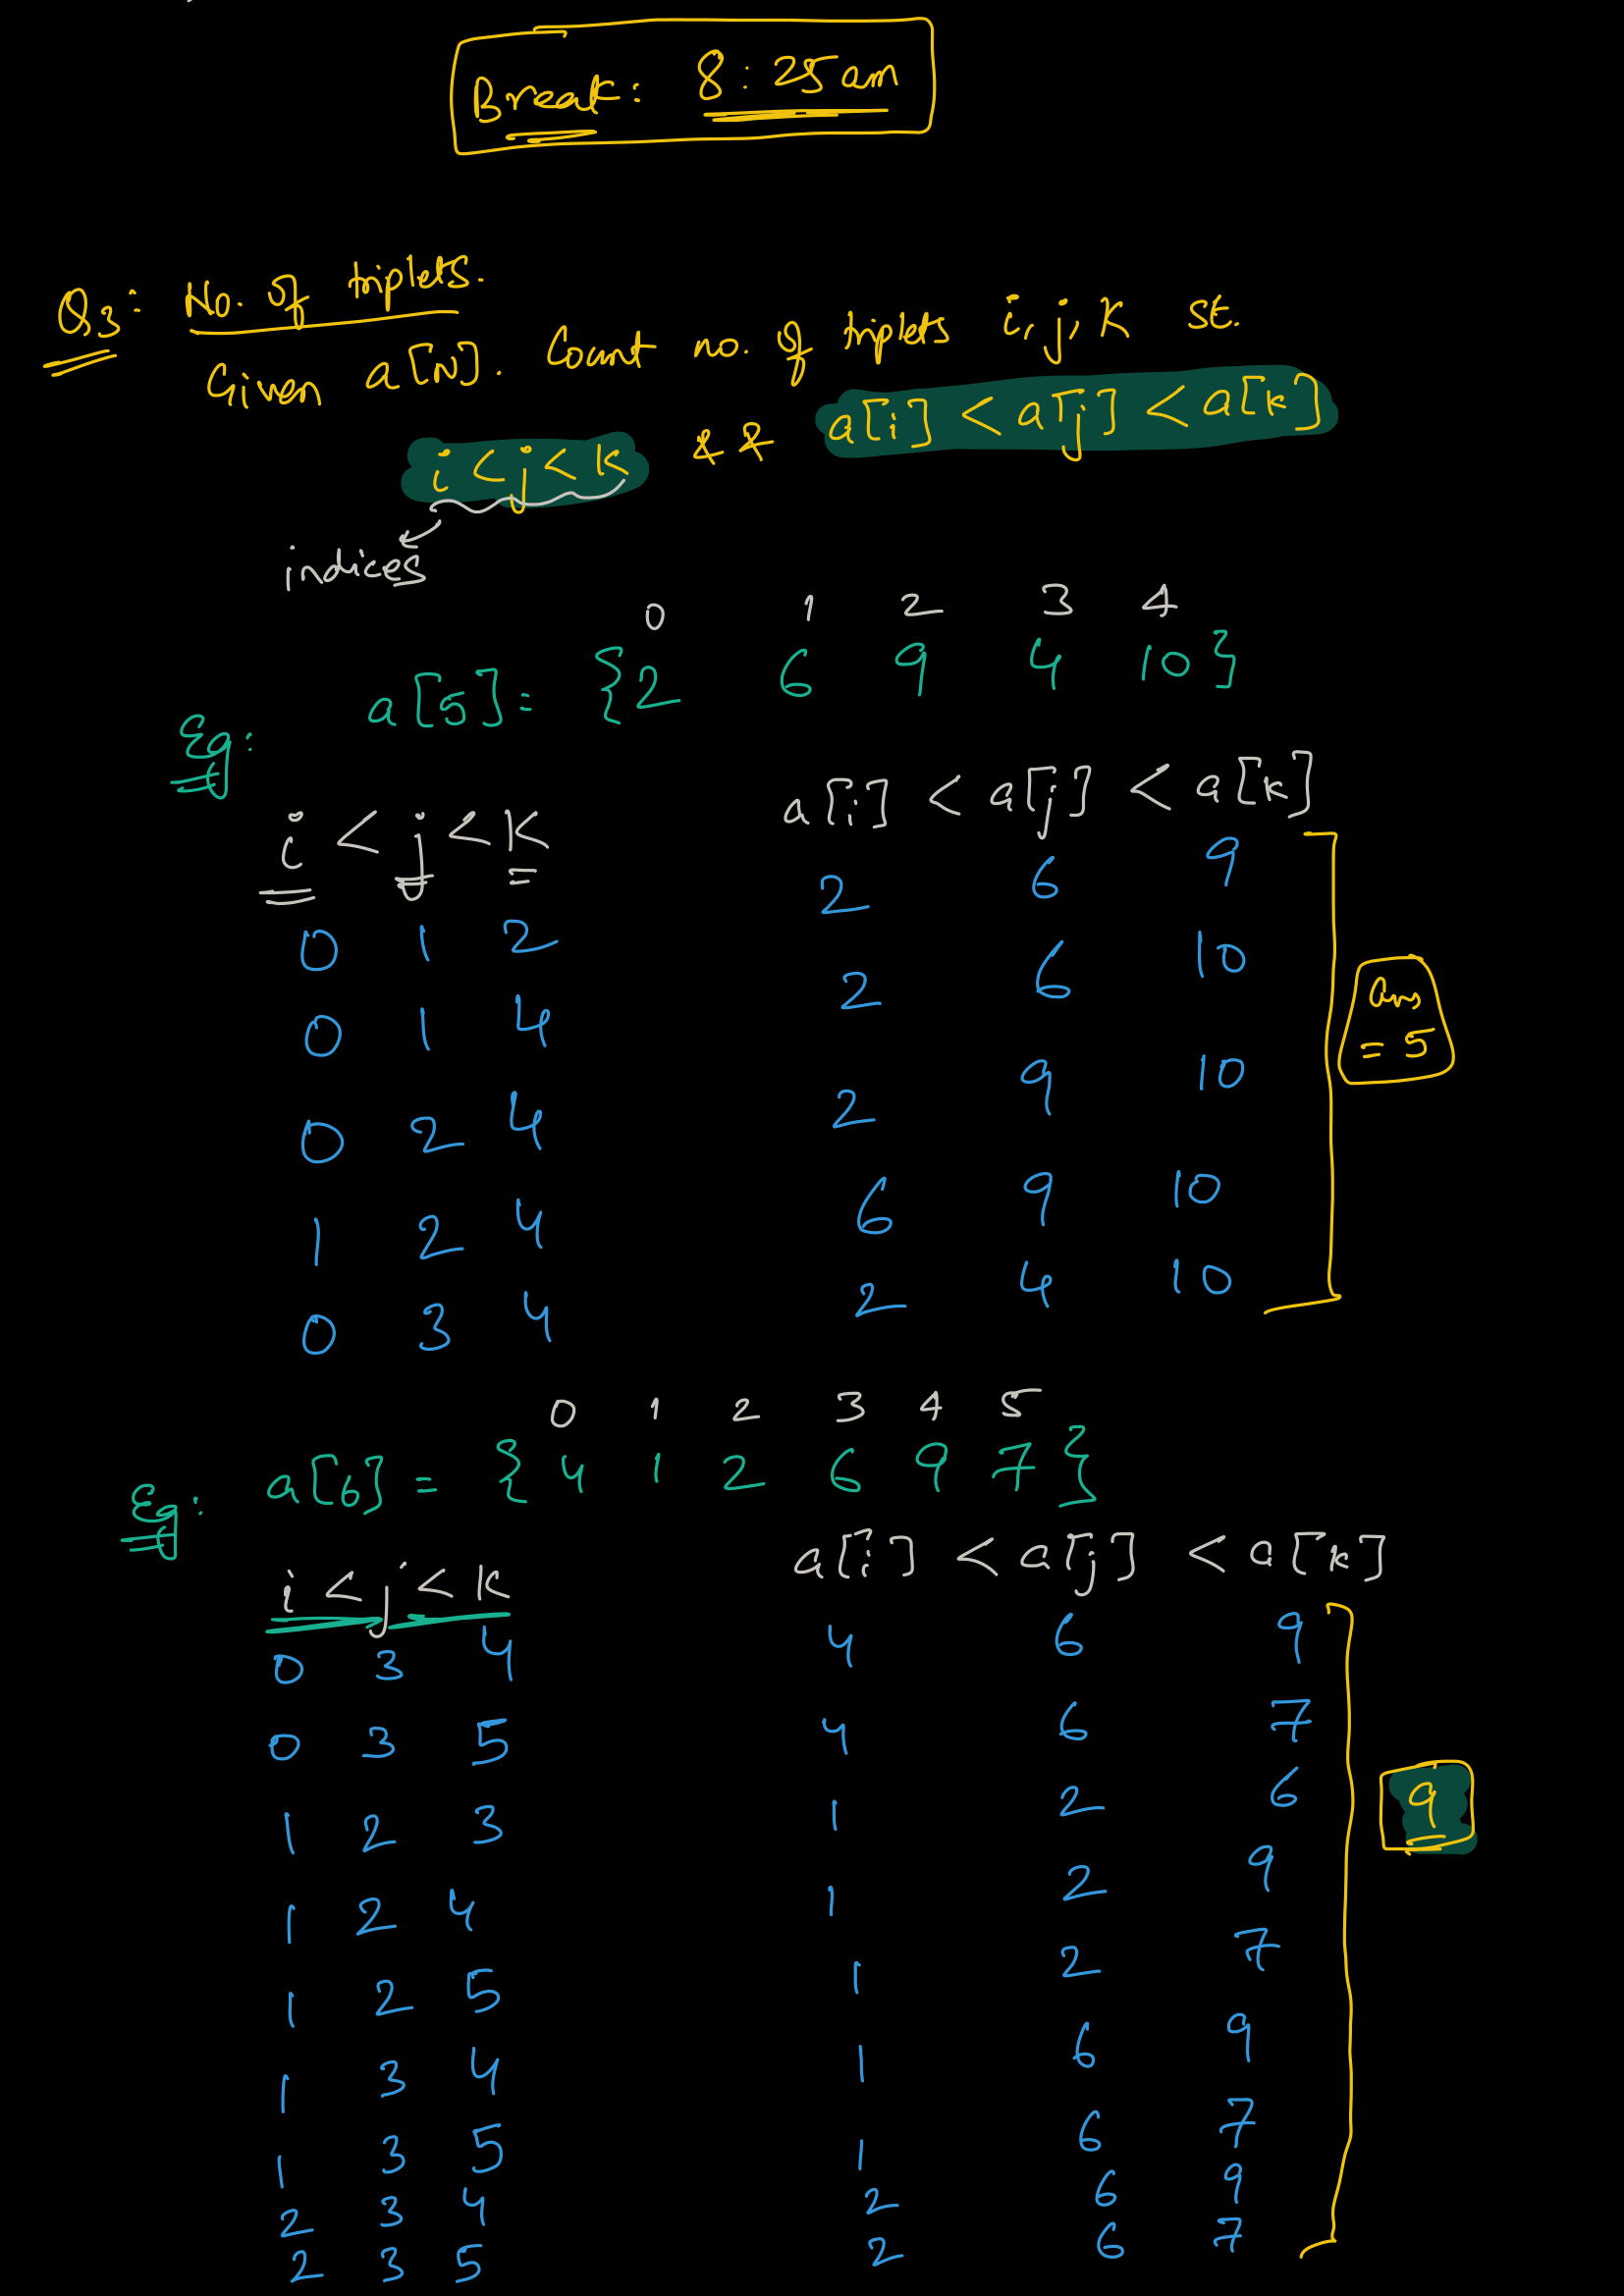 Break: 8:25am
Q3: No. of triplets.
Given a[N]. Count no. of triplets i, j, k st.
i < j < k && a[i] < a[j] < a[k]
indices
0 1 2 3 4
Eg: a[5] = {2 6 9 4 10}
i < j < k a[i] < a[j] < a[k]
0 1 2 2 6 9
0 1 4 2 6 10
ans
= 5
0 2 4 2 9 10
1 2 4 6 9 10
0 3 4 2 4 10
0 1 2 3 4 5
Eg: a[6] = {4 1 2 6 9 7}
i < j < k a[i] < a[j] < a[k]
0 3 4 4 6 9
0 3 5 4 6 7
1 2 3 1 2 6
9
1 2 4 1 2 9
1 2 5 1 2 7
1 3 4 1 6 9
1 3 5 1 6 7
2 3 4 2 6 9
2 3 5 2 6 7